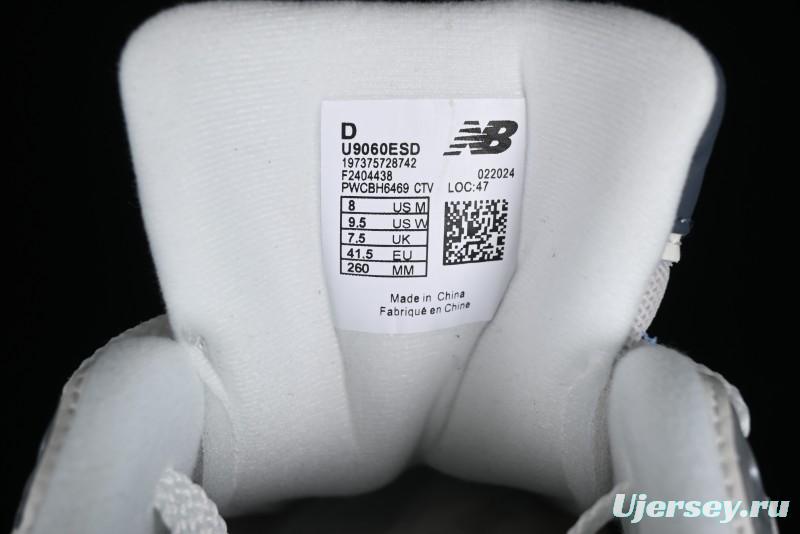 D NB
U9060ESD
197375728742
F2404438 022024
PWCBH6469 CTV LOC:47
8 US M
9.5 US W
7.5 UK
41.5 EU
260 MM
Made in China
Fabriqué en Chine
Ujersey.ru